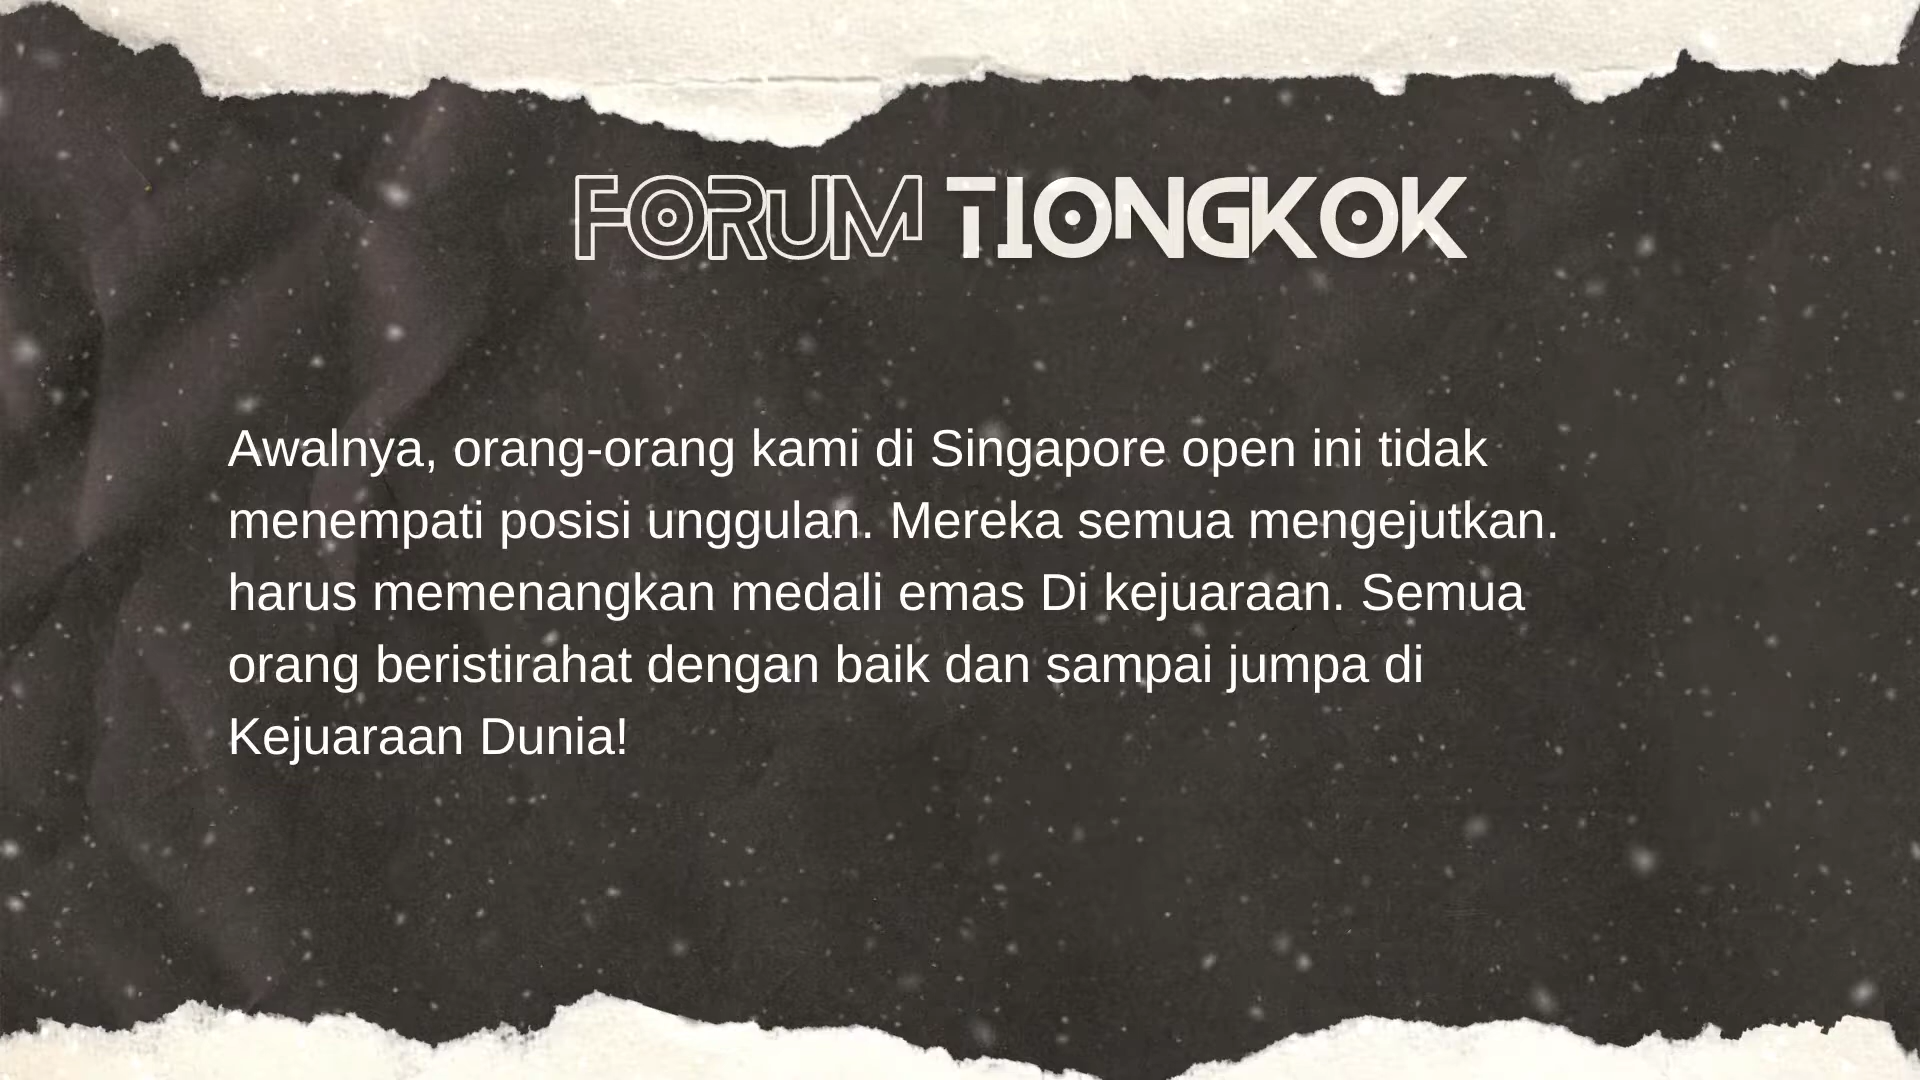 FORUM TIONGKOK
Awalnya, orang-orang kami di Singapore open ini tidak
menempati posisi unggulan. Mereka semua mengejutkan.
harus memenangkan medali emas Di kejuaraan. Semua
orang beristirahat dengan baik dan sampai jumpa di
Kejuaraan Dunia!